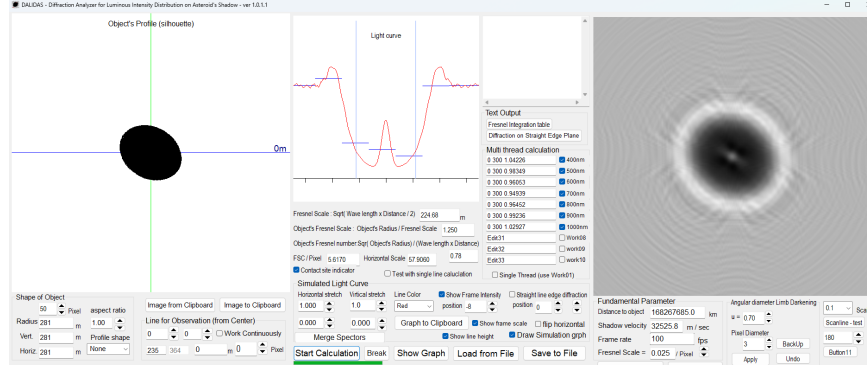 DALIDAS - Diffraction Analyzer for Luminous Intensity Distribution on Asteroid's Shadow - ver 1.0.1.1
Object's Profile (silhouette)
0m
Shape of Object
50 Pixel aspect ratio
Radius 281 m 1.00
Vert. 281 m Profile shape
Horiz. 281 m None
Image from Clipboard Image to Clipboard
Line for Observation (from Center)
0 0 Work Continuously
235 364 0 m 0 Pixel
Light curve
Fresnel Scale : Sqrt( Wave length x Distance / 2) 224.68 m
Object's Fresnel Scale : Object's Radius / Fresnel Scale 1.250
Object's Fresnel number:Sqr( Object's Radius) / (Wave length x Distance)
FSC / Pixel 5.6170 Horizontal Scale 57.9060 0.78
Contact site indicator Test with single line caluclation
Simulated Light Curve
Horizontal stretch Virtical stretch Line Color Show Frame Intensity Straight line edge diffraction
1.000 1.0 Red position -8 position 0
0.000 0.000 Graph to Clipboard Show frame scale flip horizontal
Merge Spectors Show line height Draw Simulation grph
Start Calculation Break Show Graph Load from File Save to File
Text Output
Fresnel Integration table
Diffraction on Straight Edge Plane
Multi thread calculation
0 300 1.04226 400nm
0 300 0.98349 500nm
0 300 0.96053 600nm
0 300 0.94939 700nm
0 300 0.96452 800nm
0 300 0.99236 900nm
0 300 1.02927 1000nm
Edit31 Work08
Edit32 work09
Edit33 work10
Single Thread (use Work01)
Fundamental Parameter
Distance to object 168267685.0 km
Shadow velocity 32525.8 m / sec
Frame rate 100 fps
Fresnel Scale = 0.025 / Pixel
Angular diameter Limb Darkening
u = 0.70
Pixel Diameter
3 BackUp
Apply Undo
0.1 Sca
Scanline - test
180
Button11